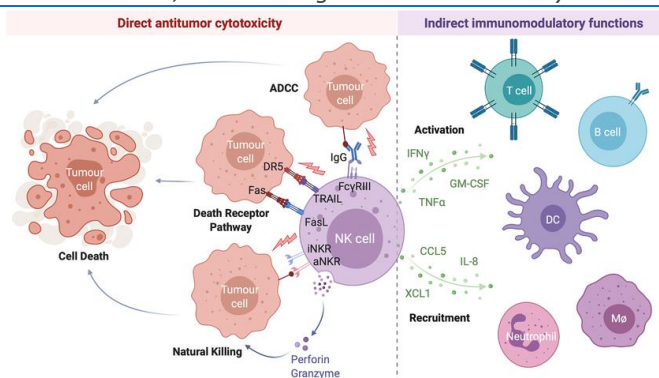 Direct antitumor cytotoxicity
Indirect immunomodulatory functions
ADCC
Tumour
cell
IgG
FcγRIII
Tumour
cell
DR5
TRAIL
Fas
FasL
Death Receptor
Pathway
NK cell
iNKR
aNKR
Tumour
cell
Cell Death
Tumour
cell
Natural Killing
Perforin
Granzyme
Activation
IFNγ
GM-CSF
TNFα
CCL5
IL-8
XCL1
Recruitment
T cell
B cell
DC
Neutrophil
Mø